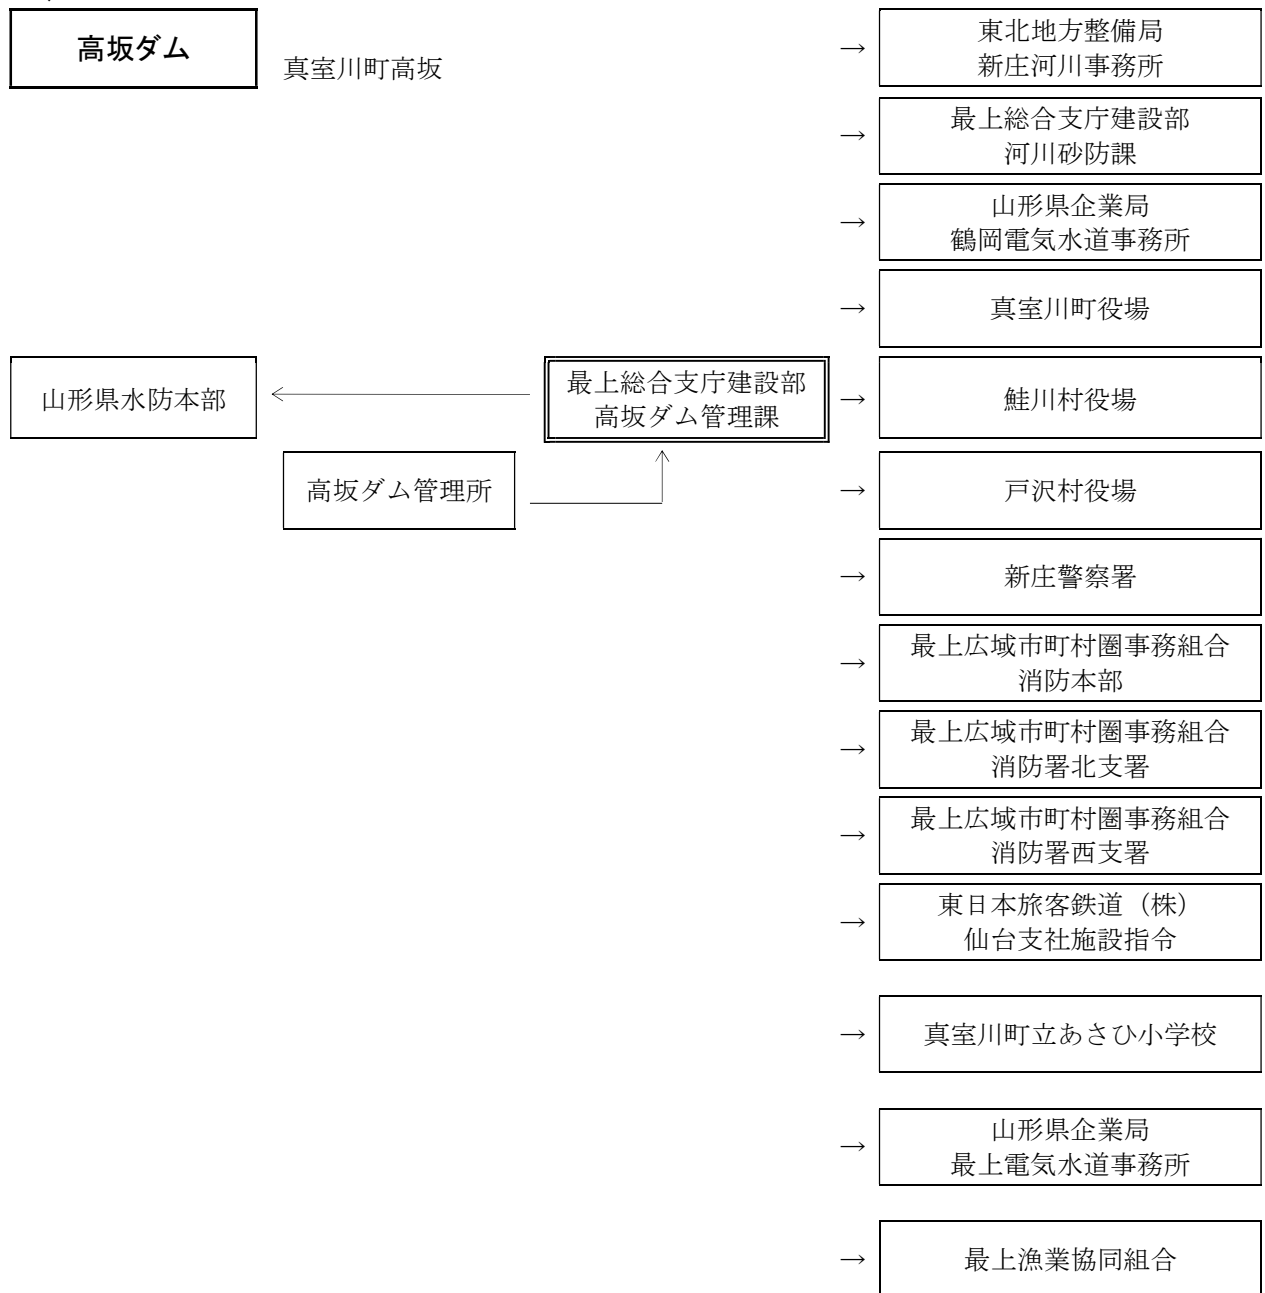 高坂ダム
真室川町高坂
→
東北地方整備局
新庄河川事務所
→
最上総合支庁建設部
河川砂防課
→
山形県企業局
鶴岡電気水道事務所
→
真室川町役場
山形県水防本部
最上総合支庁建設部
高坂ダム管理課
→
鮭川村役場
高坂ダム管理所
→
戸沢村役場
→
新庄警察署
→
最上広域市町村圏事務組合
消防本部
→
最上広域市町村圏事務組合
消防署北支署
→
最上広域市町村圏事務組合
消防署西支署
→
東日本旅客鉄道（株）
仙台支社施設指令
→
真室川町立あさひ小学校
→
山形県企業局
最上電気水道事務所
→
最上漁業協同組合